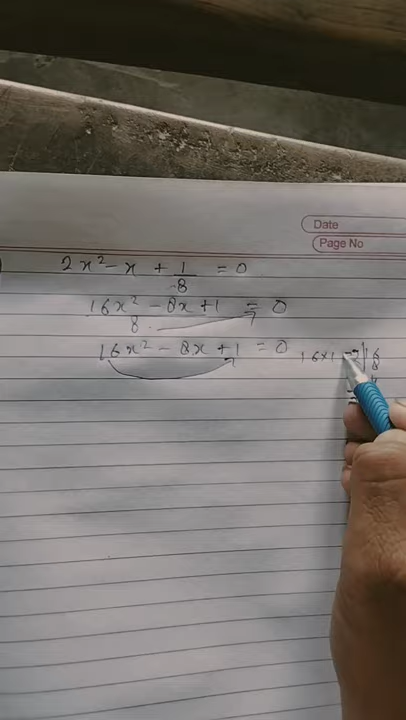 Date
Page No
2x² - x + 1/8 = 0
16x² - 8x + 1 / 8 = 0
16x² - 8x + 1 = 0
16×1
16
8